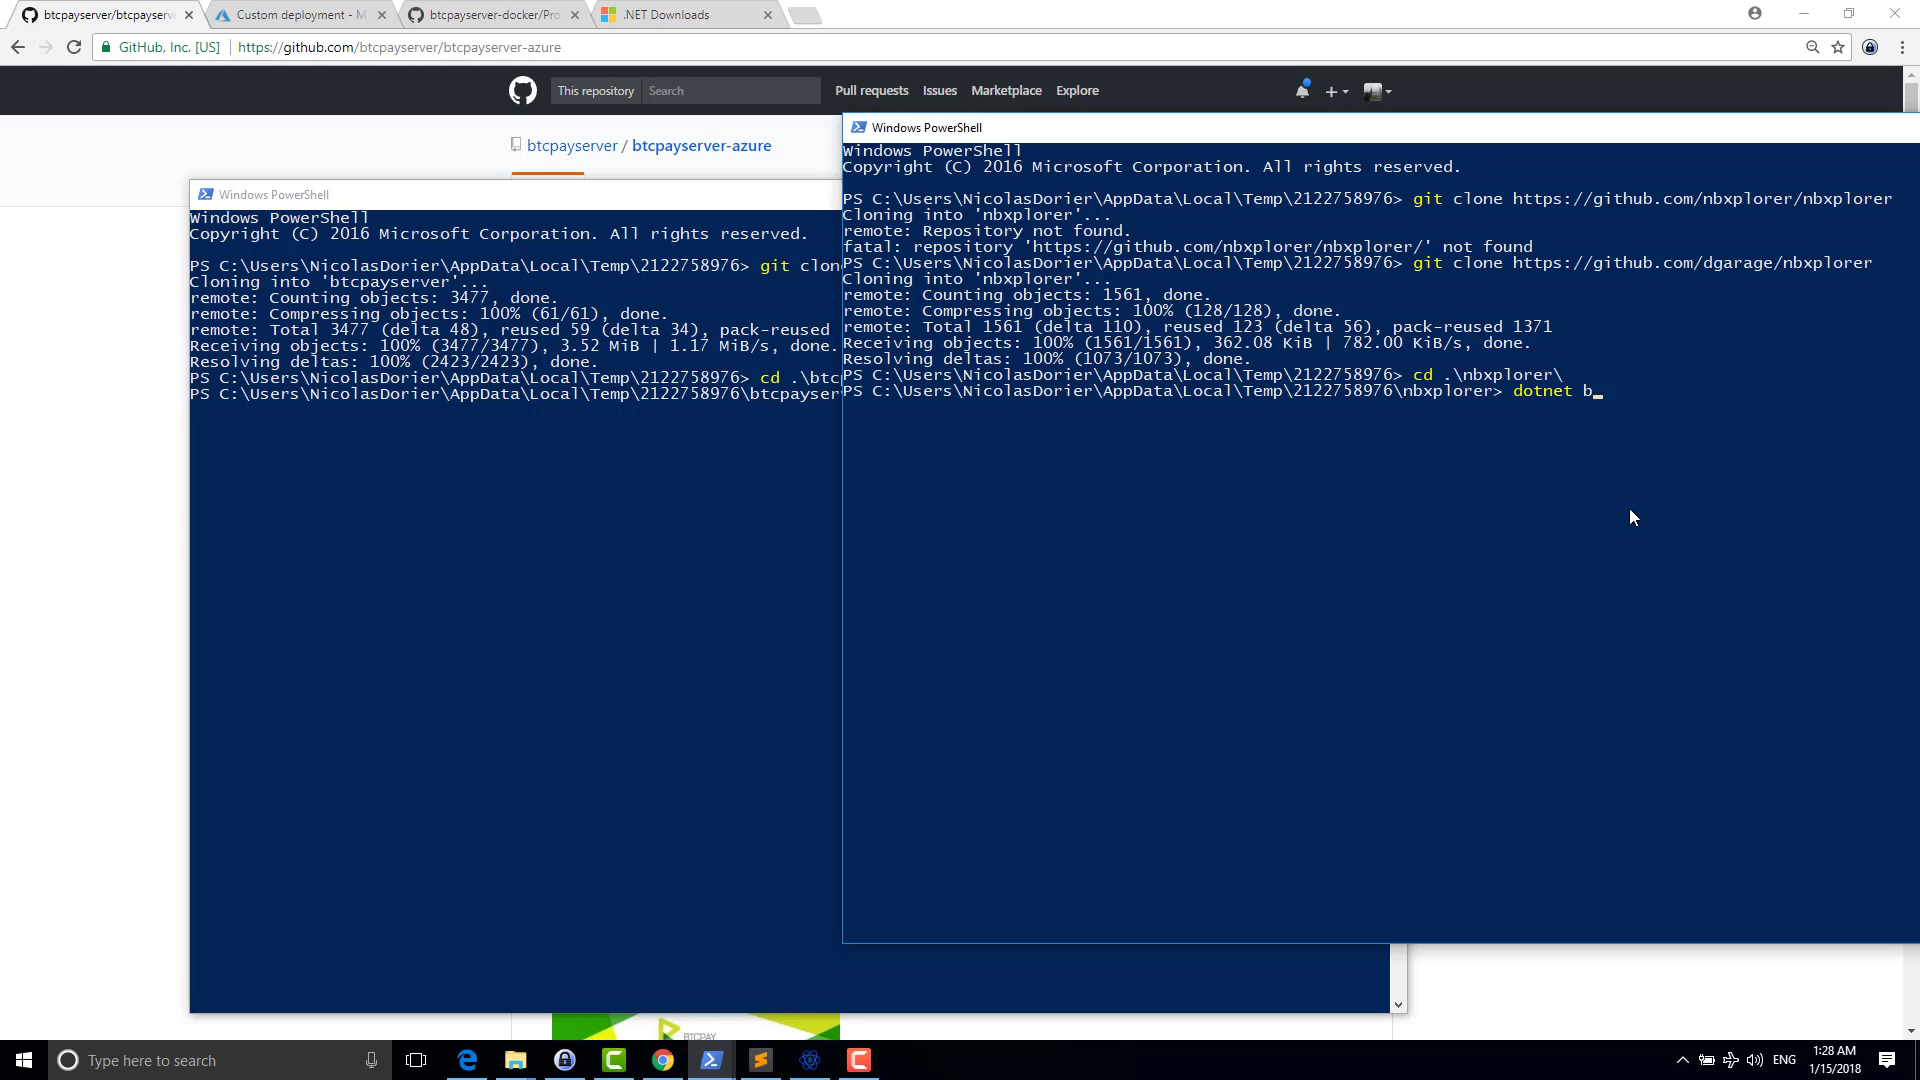 btcpayserver/btcpayserv
Custom deployment - M
btcpayserver-docker/Pro
.NET Downloads
GitHub, Inc. [US]
https://github.com/btcpayserver/btcpayserver-azure
This repository
Search
Pull requests
Issues
Marketplace
Explore
btcpayserver / btcpayserver-azure
Windows PowerShell
Windows PowerShell
Copyright (C) 2016 Microsoft Corporation. All rights reserved.
PS C:\Users\NicolasDorier\AppData\Local\Temp\2122758976> git clon
Cloning into 'btcpayserver'...
remote: Counting objects: 3477, done.
remote: Compressing objects: 100% (61/61), done.
remote: Total 3477 (delta 48), reused 59 (delta 34), pack-reused
Receiving objects: 100% (3477/3477), 3.52 MiB | 1.17 MiB/s, done.
Resolving deltas: 100% (2423/2423), done.
PS C:\Users\NicolasDorier\AppData\Local\Temp\2122758976> cd .\btc
PS C:\Users\NicolasDorier\AppData\Local\Temp\2122758976\btcpayser
Windows PowerShell
Windows PowerShell
Copyright (C) 2016 Microsoft Corporation. All rights reserved.
PS C:\Users\NicolasDorier\AppData\Local\Temp\2122758976> git clone https://github.com/nbxplorer/nbxplorer
Cloning into 'nbxplorer'...
remote: Repository not found.
fatal: repository 'https://github.com/nbxplorer/nbxplorer/' not found
PS C:\Users\NicolasDorier\AppData\Local\Temp\2122758976> git clone https://github.com/dgarage/nbxplorer
Cloning into 'nbxplorer'...
remote: Counting objects: 1561, done.
remote: Compressing objects: 100% (128/128), done.
remote: Total 1561 (delta 110), reused 123 (delta 56), pack-reused 1371
Receiving objects: 100% (1561/1561), 362.08 KiB | 782.00 KiB/s, done.
Resolving deltas: 100% (1073/1073), done.
PS C:\Users\NicolasDorier\AppData\Local\Temp\2122758976> cd .\nbxplorer\
PS C:\Users\NicolasDorier\AppData\Local\Temp\2122758976\nbxplorer> dotnet b_
BTCPAY
Type here to search
ENG
1:28 AM
1/15/2018